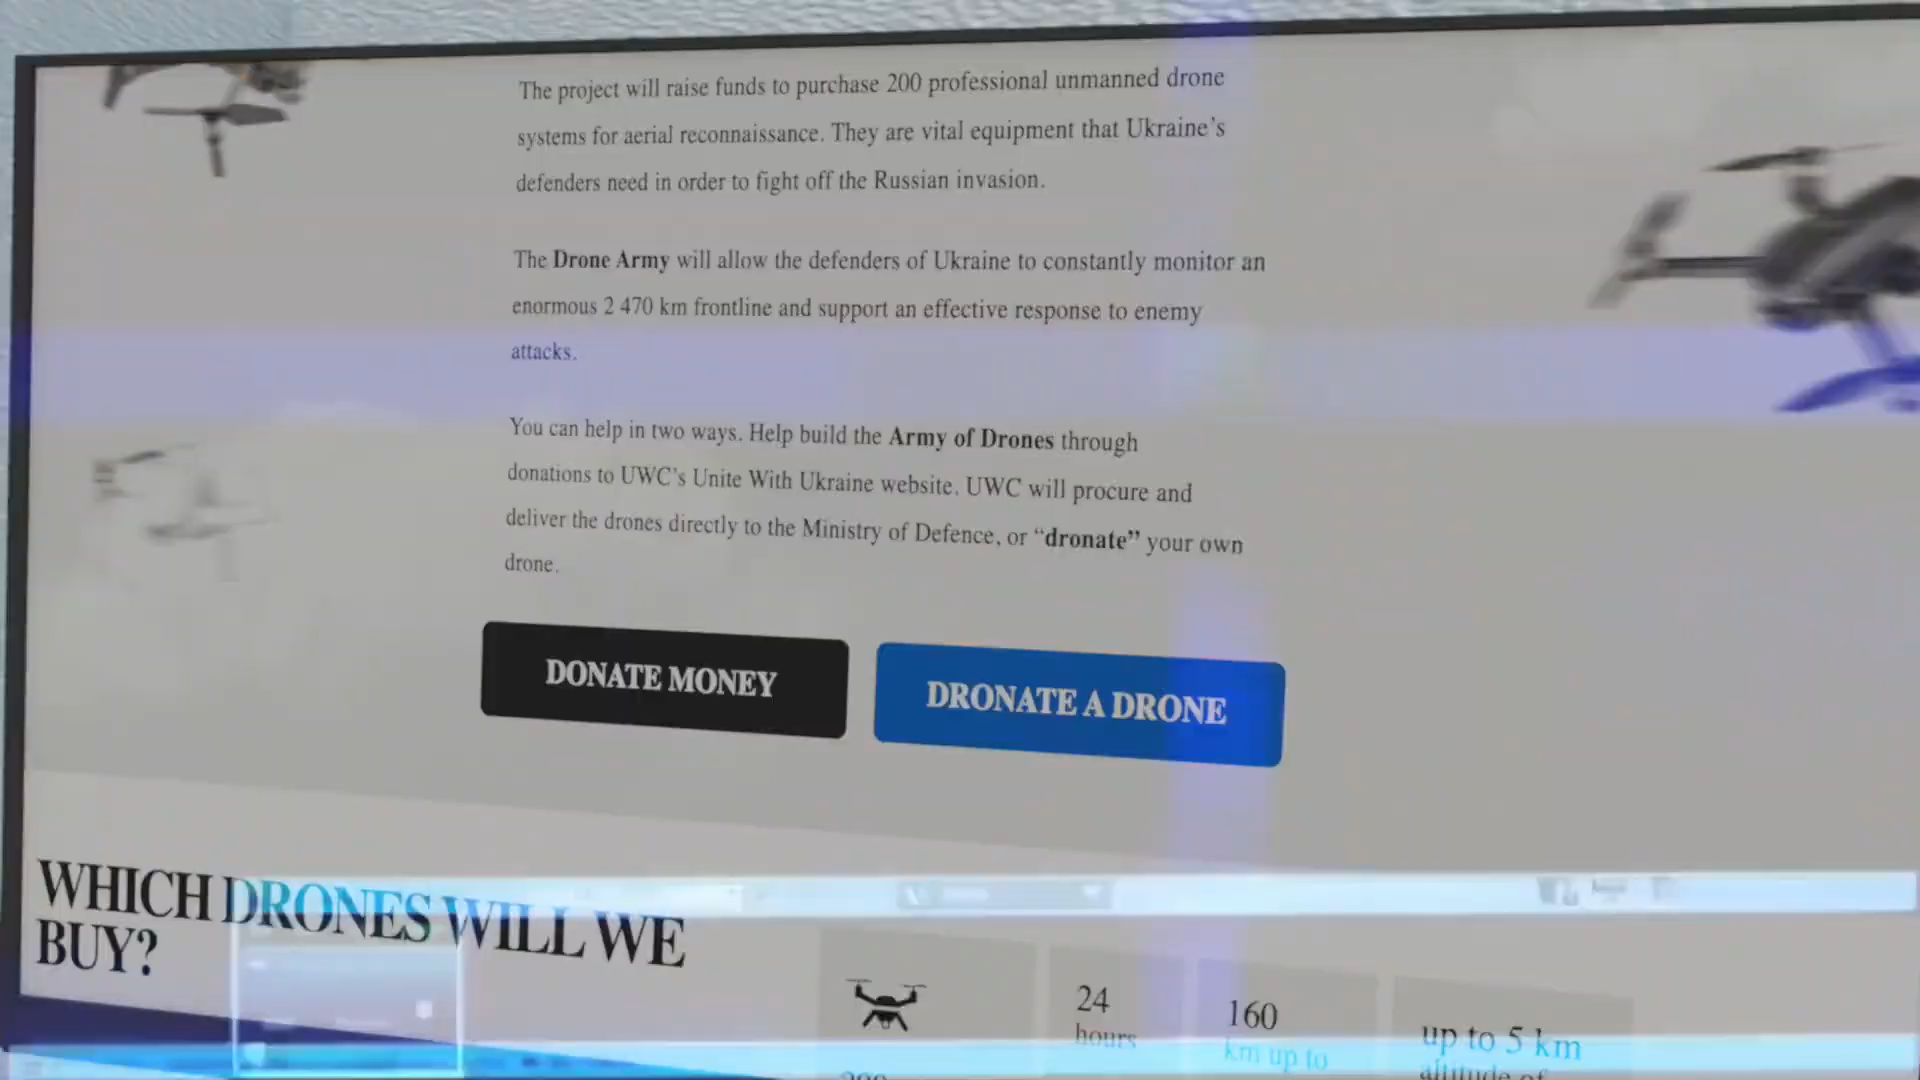 The project will raise funds to purchase 200 professional unmanned drone
systems for aerial reconnaissance. They are vital equipment that Ukraine's
defenders need in order to fight off the Russian invasion.
The Drone Army will allow the defenders of Ukraine to constantly monitor an
enormous 2 470 km frontline and support an effective response to enemy
attacks.
You can help in two ways. Help build the Army of Drones through
donations to UWC's Unite With Ukraine website. UWC will procure and
deliver the drones directly to the Ministry of Defence, or “dronate” your own
drone.
DONATE MONEY
DRONATE A DRONE
WHICH DRONES WILL WE
BUY?
24
hours
160
km up to
up to 5 km
altitude of